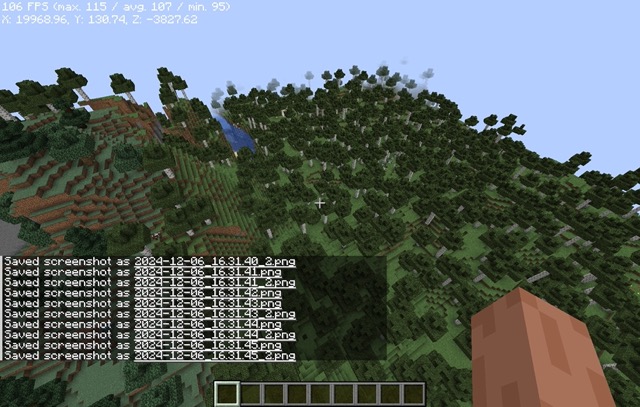 106 FPS (max. 115 / avg. 107 / min. 95)
X: 19968.96, Y: 130.74, Z: -3827.62
Saved screenshot as 2024-12-06_16.31.40_2.png
Saved screenshot as 2024-12-06_16.31.41.png
Saved screenshot as 2024-12-06_16.31.41_2.png
Saved screenshot as 2024-12-06_16.31.42.png
Saved screenshot as 2024-12-06_16.31.43.png
Saved screenshot as 2024-12-06_16.31.43_2.png
Saved screenshot as 2024-12-06_16.31.44.png
Saved screenshot as 2024-12-06_16.31.44_2.png
Saved screenshot as 2024-12-06_16.31.45.png
Saved screenshot as 2024-12-06_16.31.45_2.png